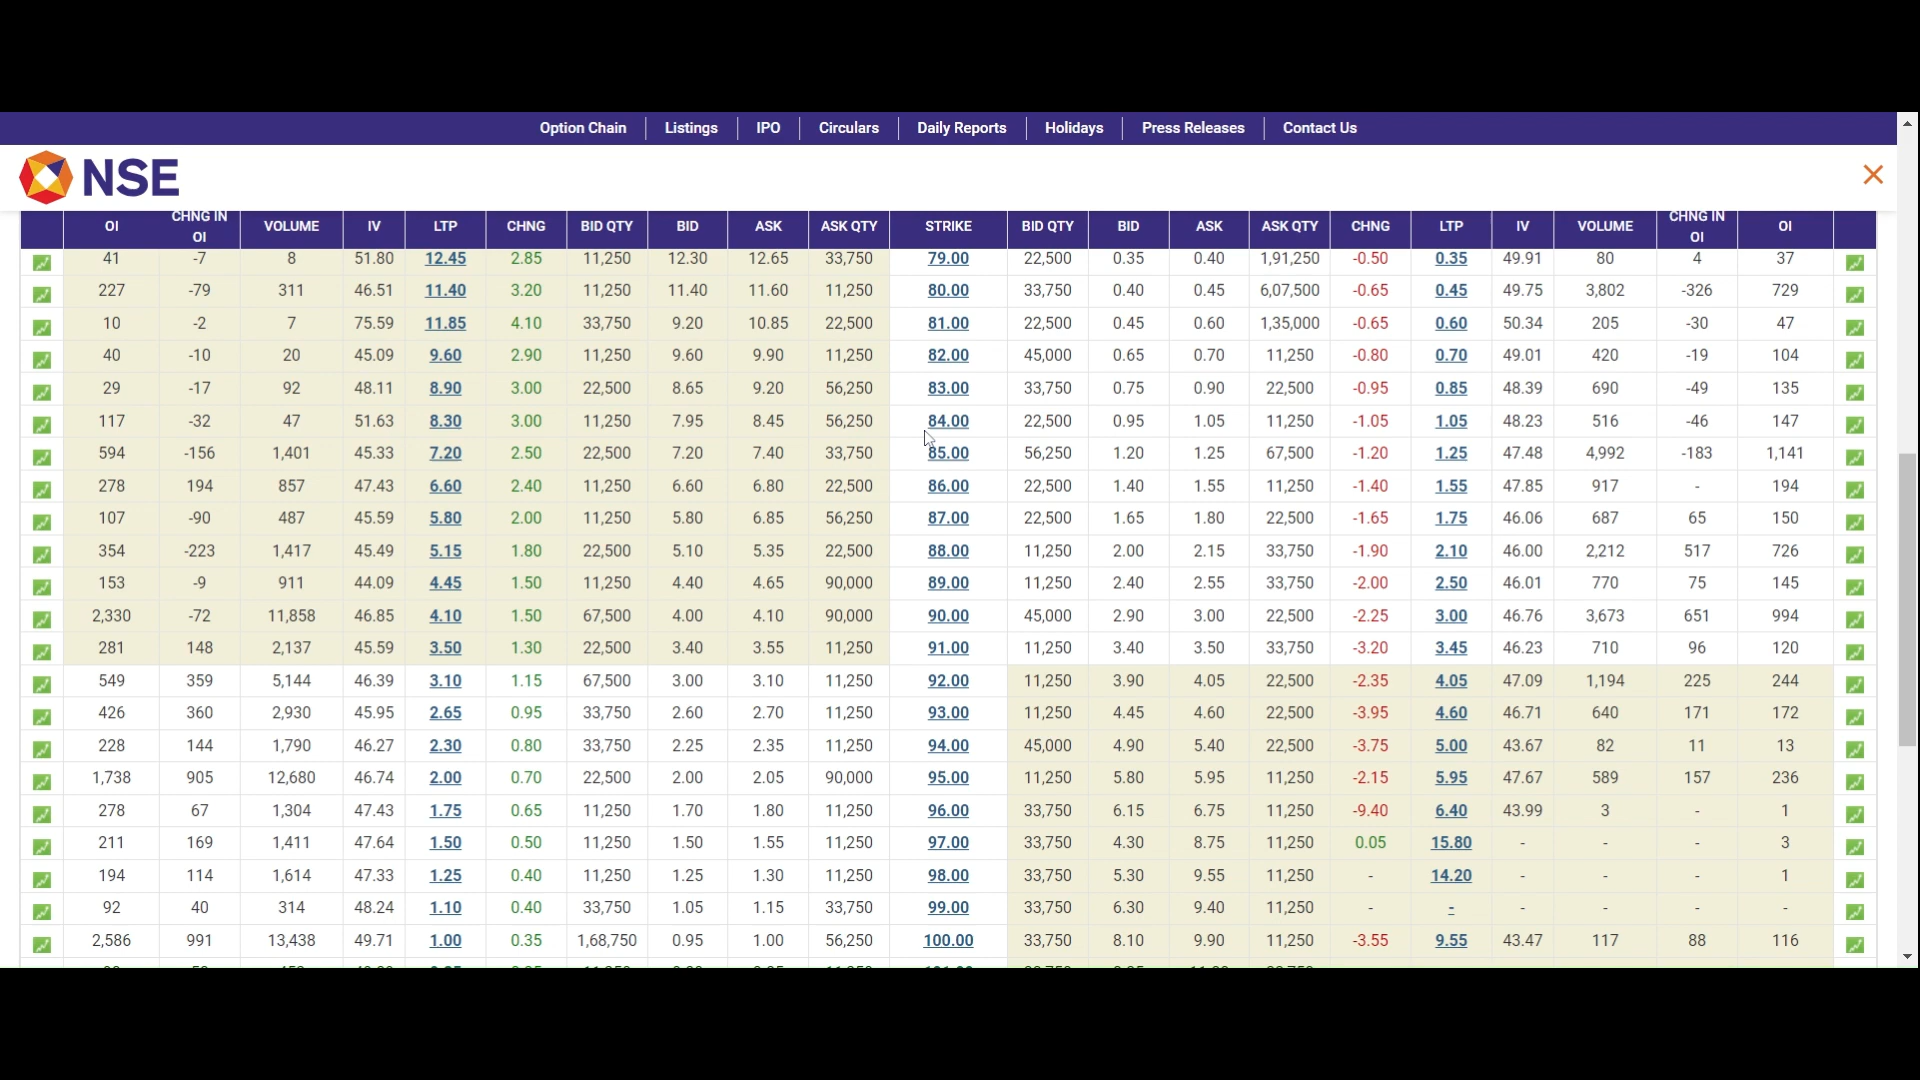 Option Chain Listings IPO Circulars Daily Reports Holidays Press Releases Contact Us
NSE
OI CHNG IN OI VOLUME IV LTP CHNG BID QTY BID ASK ASK QTY STRIKE BID QTY BID ASK ASK QTY CHNG LTP IV VOLUME CHNG IN OI OI
41 -7 8 51.80 12.45 2.85 11,250 12.30 12.65 33,750 79.00 22,500 0.35 0.40 1,91,250 -0.50 0.35 49.91 80 4 37
227 -79 311 46.51 11.40 3.20 11,250 11.40 11.60 11,250 80.00 33,750 0.40 0.45 6,07,500 -0.65 0.45 49.75 3,802 -326 729
10 -2 7 75.59 11.85 4.10 33,750 9.20 10.85 22,500 81.00 22,500 0.45 0.60 1,35,000 -0.65 0.60 50.34 205 -30 47
40 -10 20 45.09 9.60 2.90 11,250 9.60 9.90 11,250 82.00 45,000 0.65 0.70 11,250 -0.80 0.70 49.01 420 -19 104
29 -17 92 48.11 8.90 3.00 22,500 8.65 9.20 56,250 83.00 33,750 0.75 0.90 22,500 -0.95 0.85 48.39 690 -49 135
117 -32 47 51.63 8.30 3.00 11,250 7.95 8.45 56,250 84.00 22,500 0.95 1.05 11,250 -1.05 1.05 48.23 516 -46 147
594 -156 1,401 45.33 7.20 2.50 22,500 7.20 7.40 33,750 85.00 56,250 1.20 1.25 67,500 -1.20 1.25 47.48 4,992 -183 1,141
278 194 857 47.43 6.60 2.40 11,250 6.60 6.80 22,500 86.00 22,500 1.40 1.55 11,250 -1.40 1.55 47.85 917 - 194
107 -90 487 45.59 5.80 2.00 11,250 5.80 6.85 56,250 87.00 22,500 1.65 1.80 22,500 -1.65 1.75 46.06 687 65 150
354 -223 1,417 45.49 5.15 1.80 22,500 5.10 5.35 22,500 88.00 11,250 2.00 2.15 33,750 -1.90 2.10 46.00 2,212 517 726
153 -9 911 44.09 4.45 1.50 11,250 4.40 4.65 90,000 89.00 11,250 2.40 2.55 33,750 -2.00 2.50 46.01 770 75 145
2,330 -72 11,858 46.85 4.10 1.50 67,500 4.00 4.10 90,000 90.00 45,000 2.90 3.00 22,500 -2.25 3.00 46.76 3,673 651 994
281 148 2,137 45.59 3.50 1.30 22,500 3.40 3.55 11,250 91.00 11,250 3.40 3.50 33,750 -3.20 3.45 46.23 710 96 120
549 359 5,144 46.39 3.10 1.15 67,500 3.00 3.10 11,250 92.00 11,250 3.90 4.05 22,500 -2.35 4.05 47.09 1,194 225 244
426 360 2,930 45.95 2.65 0.95 33,750 2.60 2.70 11,250 93.00 11,250 4.45 4.60 22,500 -3.95 4.60 46.71 640 171 172
228 144 1,790 46.27 2.30 0.80 33,750 2.25 2.35 11,250 94.00 45,000 4.90 5.40 22,500 -3.75 5.00 43.67 82 11 13
1,738 905 12,680 46.74 2.00 0.70 22,500 2.00 2.05 90,000 95.00 11,250 5.80 5.95 11,250 -2.15 5.95 47.67 589 157 236
278 67 1,304 47.43 1.75 0.65 11,250 1.70 1.80 11,250 96.00 33,750 6.15 6.75 11,250 -9.40 6.40 43.99 3 - 1
211 169 1,411 47.64 1.50 0.50 11,250 1.50 1.55 11,250 97.00 33,750 4.30 8.75 11,250 0.05 15.80 - - - 3
194 114 1,614 47.33 1.25 0.40 11,250 1.25 1.30 11,250 98.00 33,750 5.30 9.55 11,250 - 14.20 - - - 1
92 40 314 48.24 1.10 0.40 33,750 1.05 1.15 33,750 99.00 33,750 6.30 9.40 11,250 - - - - - -
2,586 991 13,438 49.71 1.00 0.35 1,68,750 0.95 1.00 56,250 100.00 33,750 8.10 9.90 11,250 -3.55 9.55 43.47 117 88 116